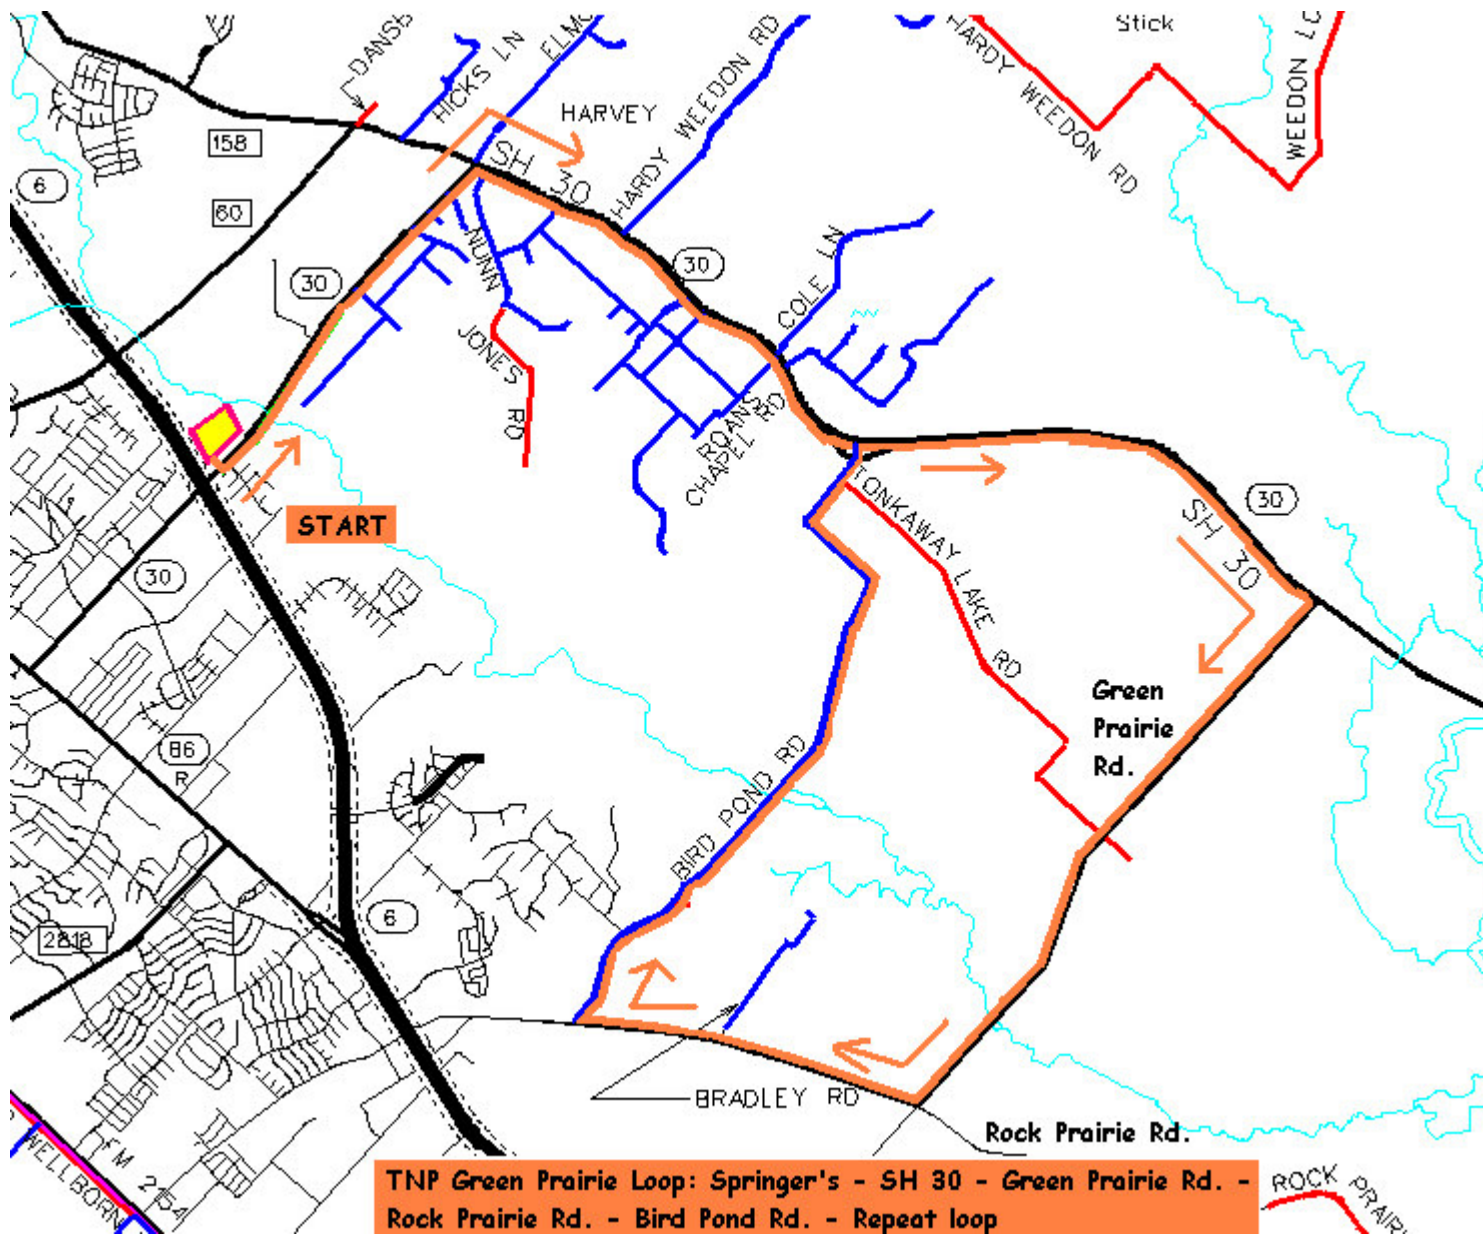 DANSB
HICKS LN
ELMO
HARDY WEEDON RD
Stick
HARDY WEEDON RD
WEEDON LO
HARVEY
158
6
60
SH 30
30
30
NUNN
JONES RD
COLE LN
ROANS
CHAPEL RD
TONKAWAY LAKE RD
30
SH 30
START
30
Green
Prairie
Rd.
86
R
BIRD POND RD
6
2818
BRADLEY RD
Rock Prairie Rd.
WELLBORN
FM 2154
TNP Green Prairie Loop: Springer's - SH 30 - Green Prairie Rd. -
Rock Prairie Rd. - Bird Pond Rd. - Repeat loop
ROCK PRAIRI